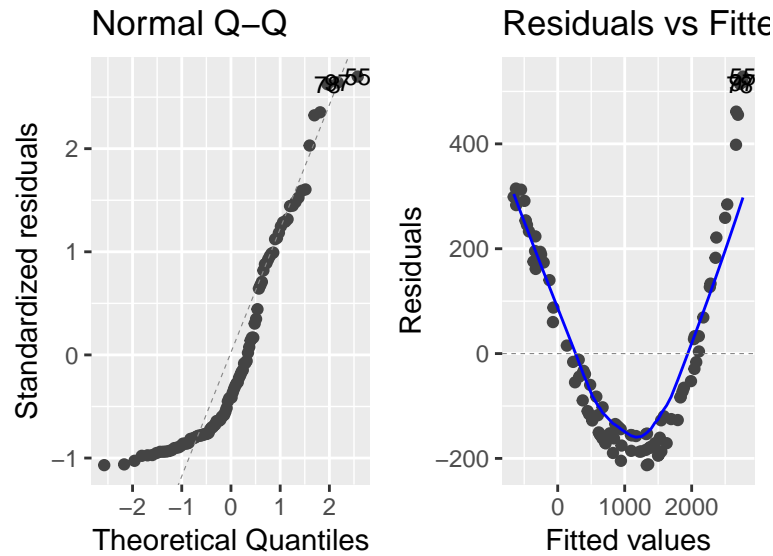 Normal Q−Q
Standardized residuals
2
1
0
−1
−2
−1
0
1
2
Theoretical Quantiles
Residuals vs Fitte
Residuals
400
200
0
−200
0
1000
2000
Fitted values